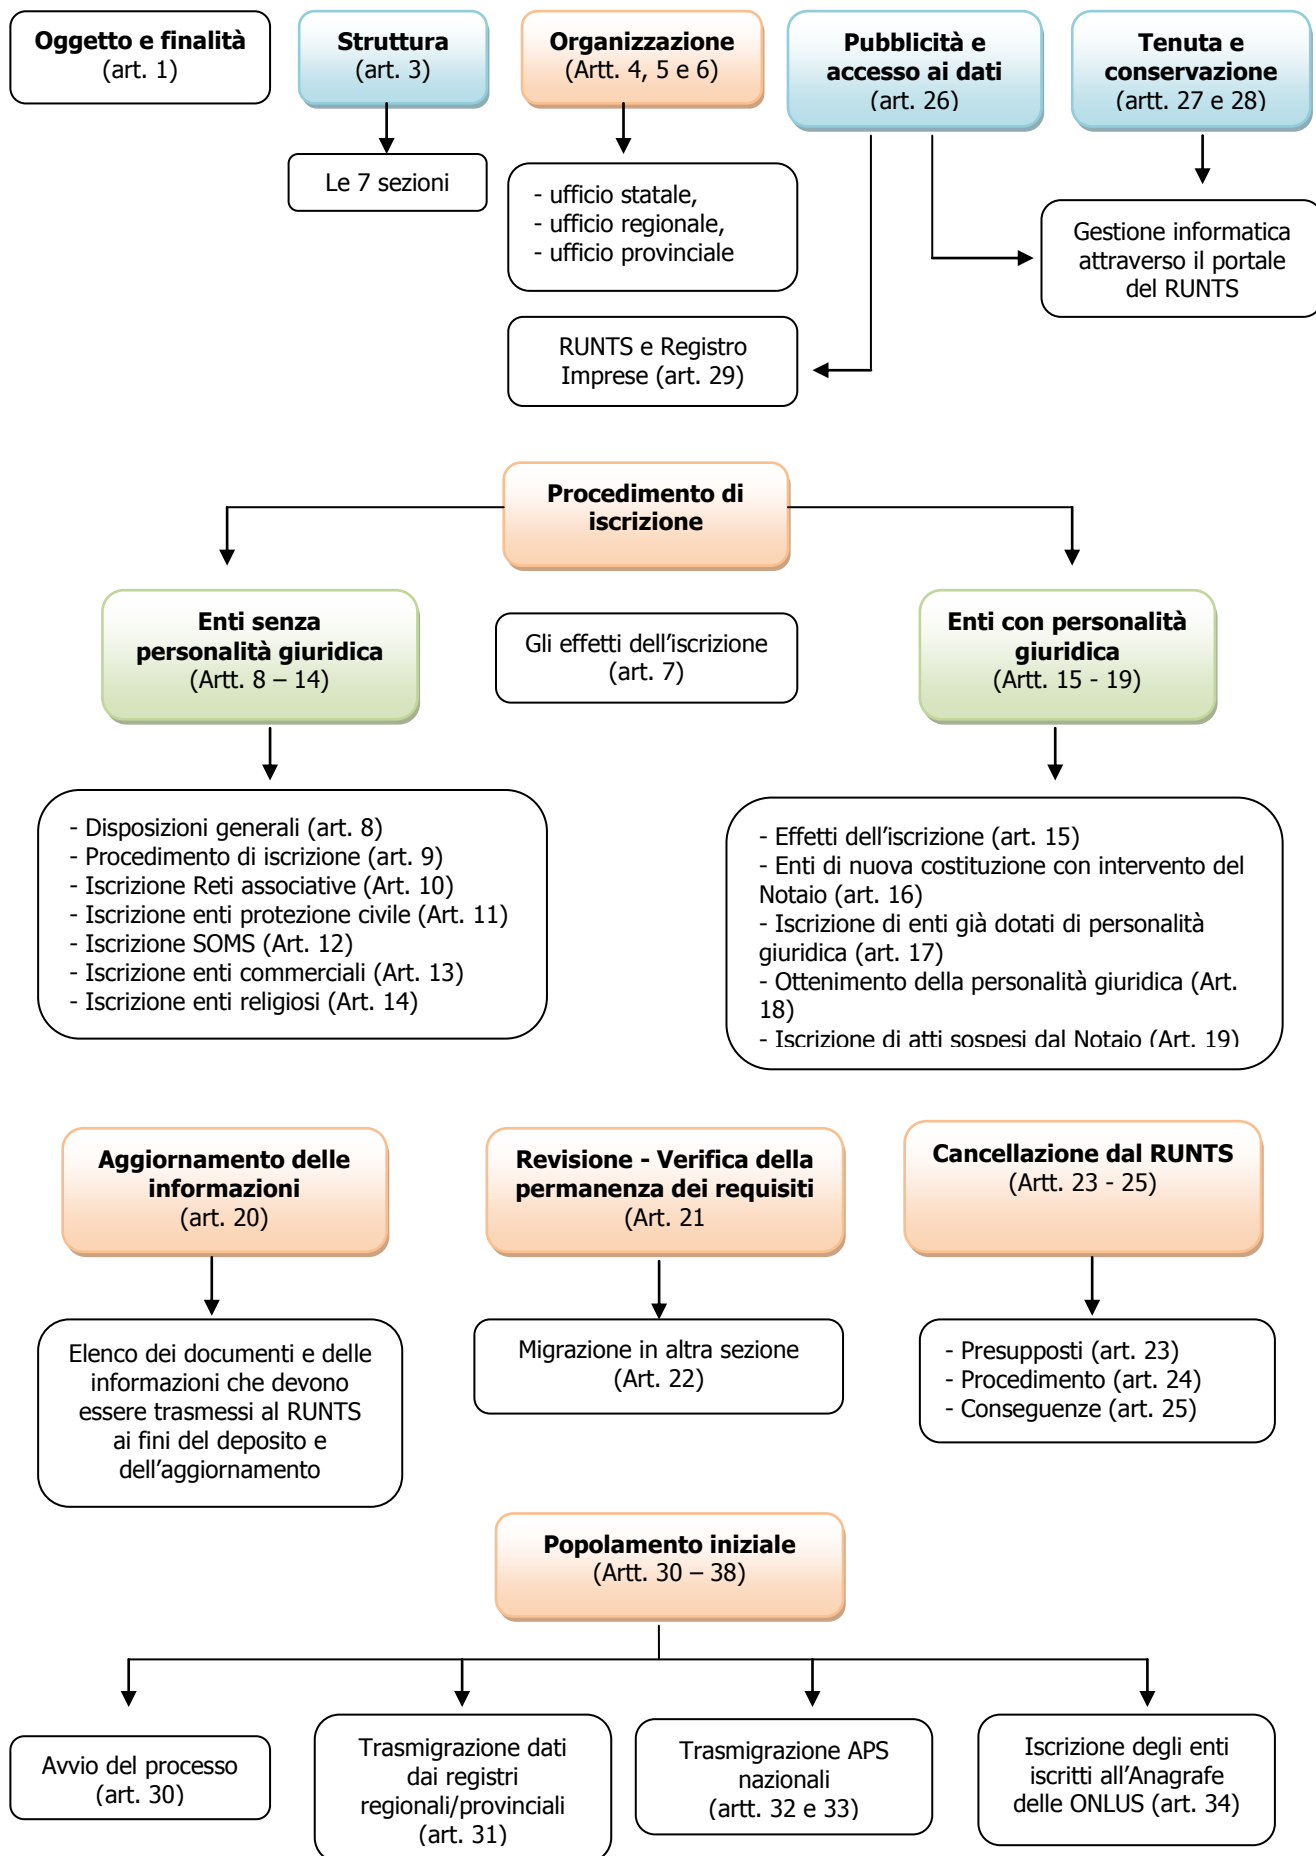 Oggetto e finalità
(art. 1)
Struttura
(art. 3)
Organizzazione
(Artt. 4, 5 e 6)
Pubblicità e
accesso ai dati
(art. 26)
Tenuta e
conservazione
(artt. 27 e 28)
Le 7 sezioni
- ufficio statale,
- ufficio regionale,
- ufficio provinciale
Gestione informatica
attraverso il portale
del RUNTS
RUNTS e Registro
Imprese (art. 29)
Procedimento di
iscrizione
Enti senza
personalità giuridica
(Artt. 8 – 14)
Gli effetti dell’iscrizione
(art. 7)
Enti con personalità
giuridica
(Artt. 15 - 19)
- Disposizioni generali (art. 8)
- Procedimento di iscrizione (art. 9)
- Iscrizione Reti associative (Art. 10)
- Iscrizione enti protezione civile (Art. 11)
- Iscrizione SOMS (Art. 12)
- Iscrizione enti commerciali (Art. 13)
- Iscrizione enti religiosi (Art. 14)
- Effetti dell’iscrizione (art. 15)
- Enti di nuova costituzione con intervento del
Notaio (art. 16)
- Iscrizione di enti già dotati di personalità
giuridica (art. 17)
- Ottenimento della personalità giuridica (Art.
18)
- Iscrizione di atti sospesi dal Notaio (Art. 19)
Aggiornamento delle
informazioni
(art. 20)
Revisione - Verifica della
permanenza dei requisiti
(Art. 21
Cancellazione dal RUNTS
(Artt. 23 - 25)
Elenco dei documenti e delle
informazioni che devono
essere trasmessi al RUNTS
ai fini del deposito e
dell’aggiornamento
Migrazione in altra sezione
(Art. 22)
- Presupposti (art. 23)
- Procedimento (art. 24)
- Conseguenze (art. 25)
Popolamento iniziale
(Artt. 30 – 38)
Avvio del processo
(art. 30)
Trasmigrazione dati
dai registri
regionali/provinciali
(art. 31)
Trasmigrazione APS
nazionali
(artt. 32 e 33)
Iscrizione degli enti
iscritti all’Anagrafe
delle ONLUS (art. 34)